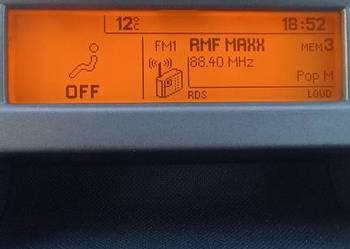 12°C 18:52
FM1 RMF MAXX MEM3
88.40 MHz
Pop M
OFF
RDS LOUD